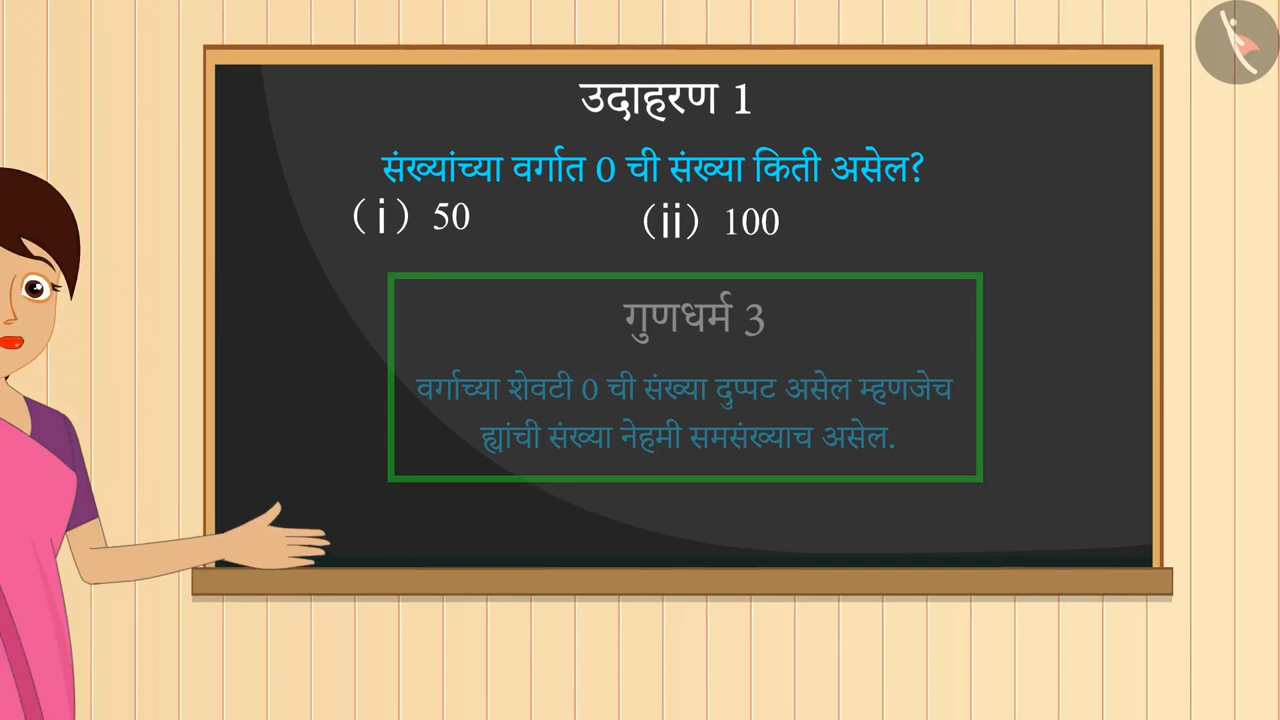 उदाहरण 1
संख्यांच्या वर्गात 0 ची संख्या किती असेल?
(i) 50 (ii) 100
गुणधर्म 3
वर्गाच्या शेवटी 0 ची संख्या दुप्पट असेल म्हणजेच
ह्यांची संख्या नेहमी समसंख्याच असेल.